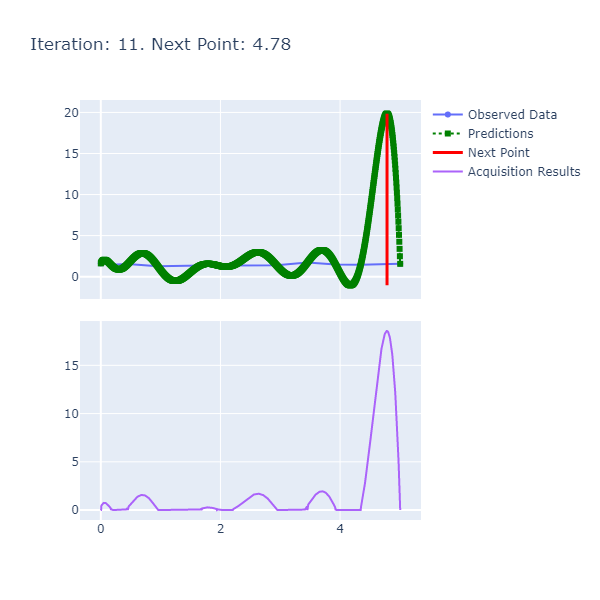 Iteration: 11. Next Point: 4.78
20
15
10
5
0
Observed Data
Predictions
Next Point
Acquisition Results
15
10
5
0
0 2 4